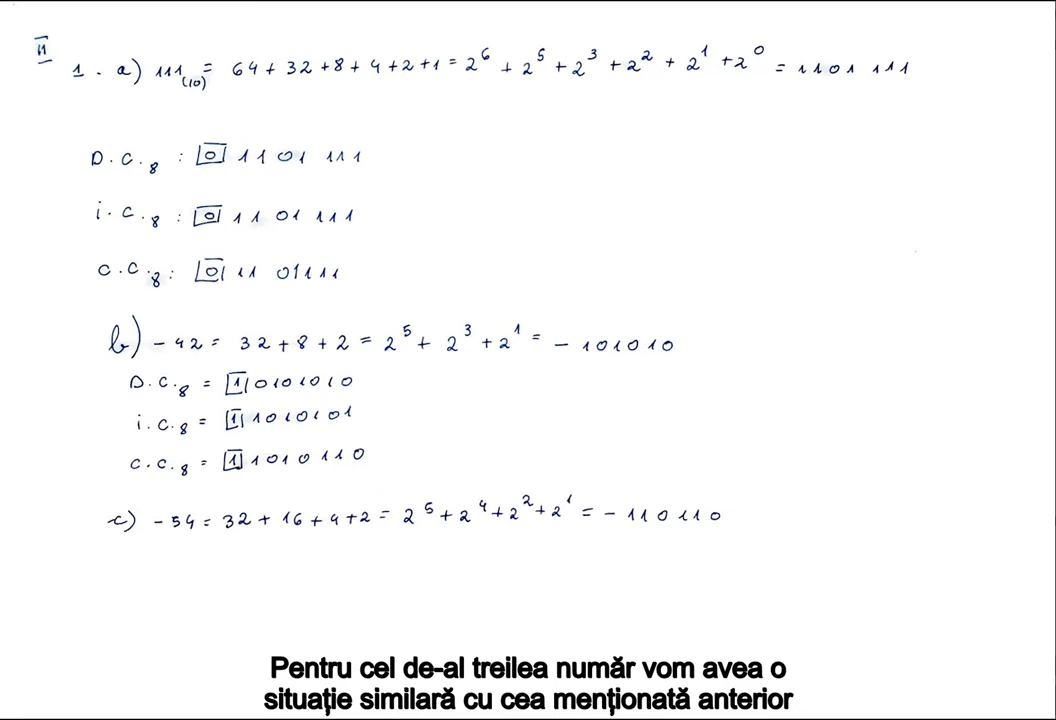 II
1. a) 111(10) = 64 + 32 + 8 + 4 + 2 + 1 = 2^6 + 2^5 + 2^3 + 2^2 + 2^1 + 2^0 = 1101 111
D.C.8 : 0 1101 111
i.C.8 : 0 1101 111
C.C.8 : 0 11 01111
b) -42 = 32 + 8 + 2 = 2^5 + 2^3 + 2^1 = -101010
D.C.8 = 1 0101010
i.C.8 = 1 1010101
C.C.8 = 1 1010110
c) -54 = 32 + 16 + 4 + 2 = 2^5 + 2^4 + 2^2 + 2^1 = -110110
Pentru cel de-al treilea număr vom avea o
situație similară cu cea menționată anterior